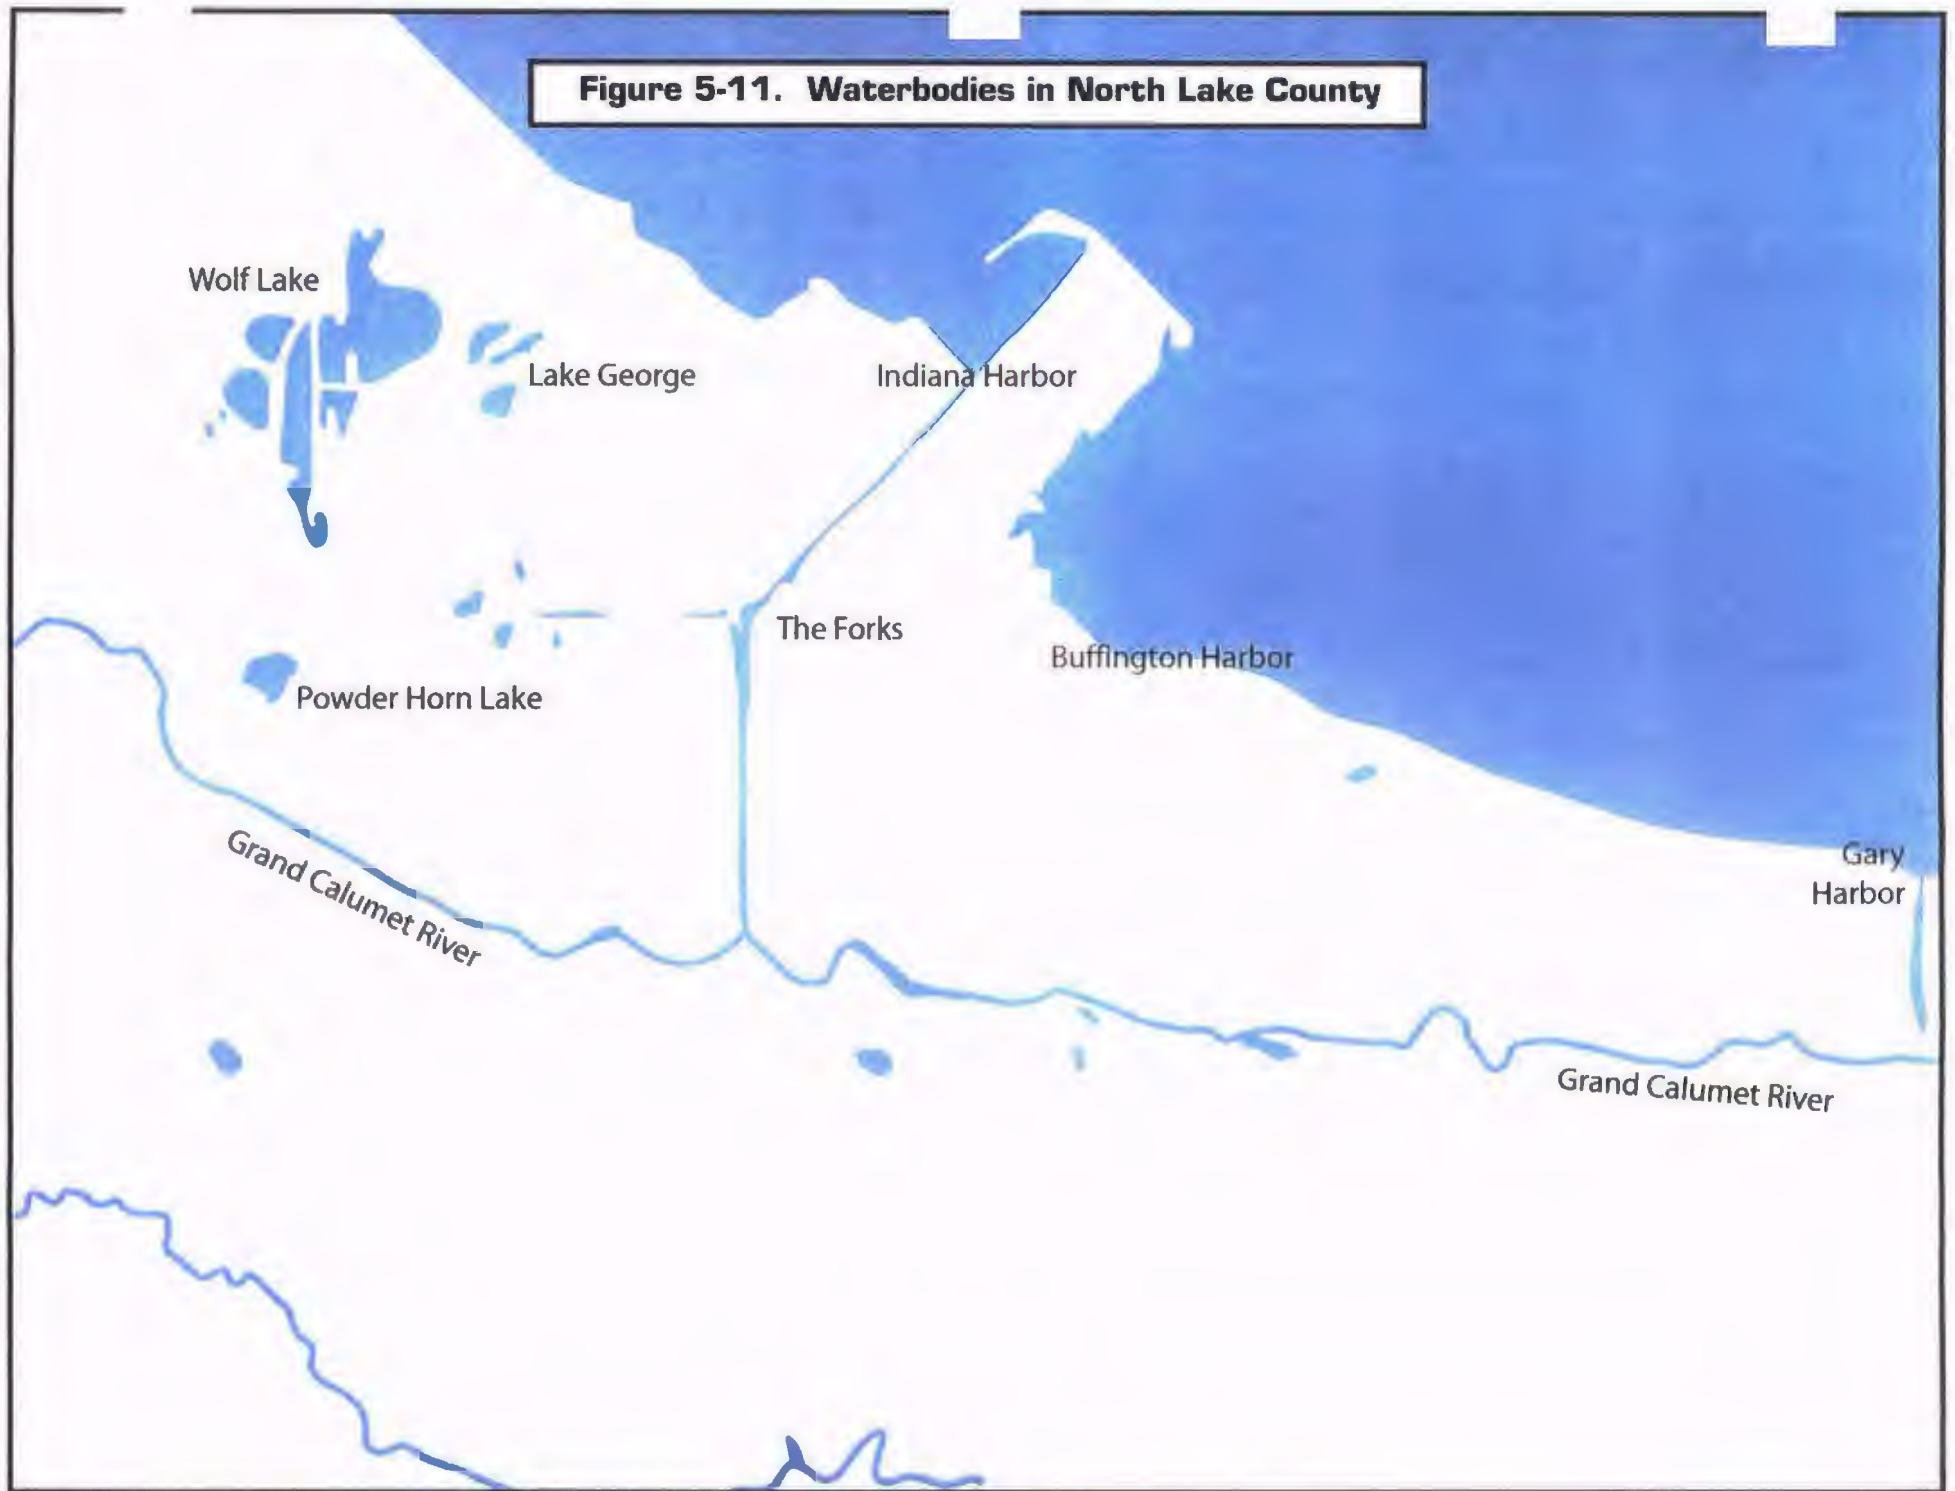 Figure 5-11. Waterbodies in North Lake County
Wolf Lake
Lake George
Indiana Harbor
The Forks
Buffington Harbor
Powder Horn Lake
Grand Calumet River
Gary
Harbor
Grand Calumet River